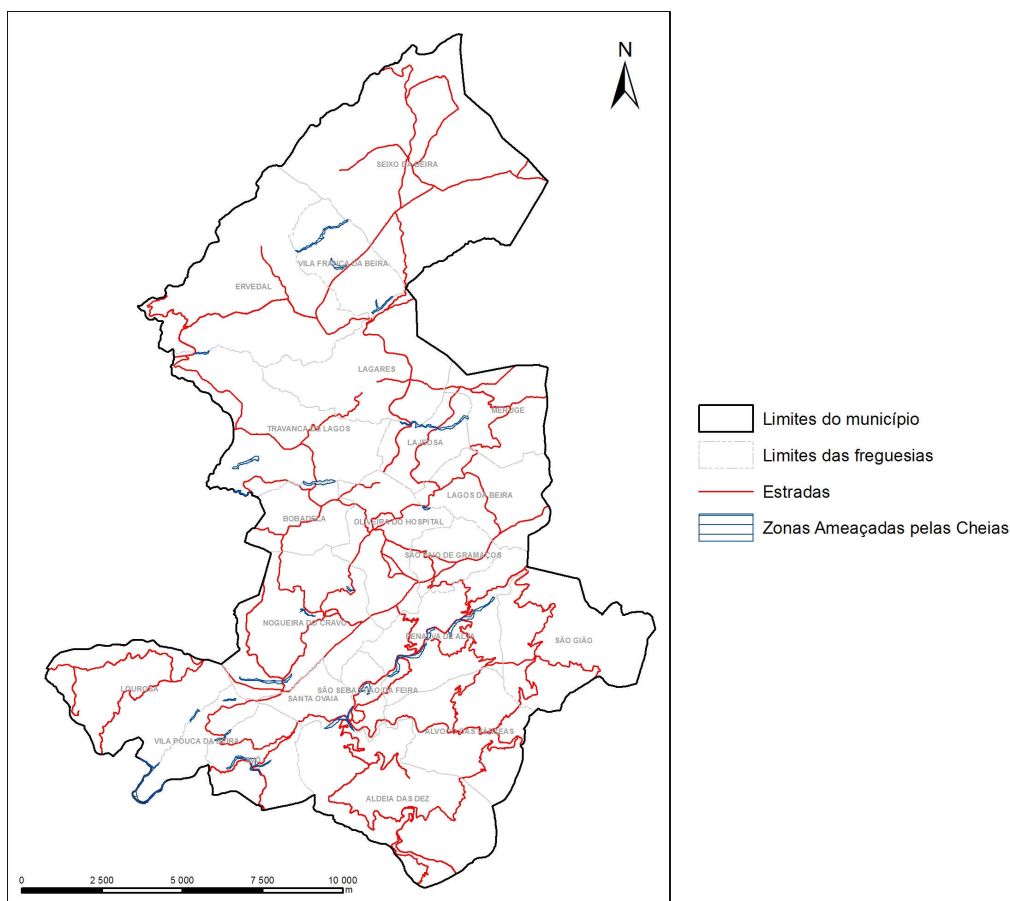 N
SEIXO DA BEIRA
VILA FRANCA DA BEIRA
ERVEDAL
LAGARES
MERUGE
TRAVANCA DE LAGOS
LAJEOSA
LAGOS DA BEIRA
BOBADELA
OLIVEIRA DO HOSPITAL
SÃO PAIO DE GRAMAÇOS
NOGUEIRA DO CRAVO
PENALVA DE ALVA
SÃO GIÃO
LOUROSA
SÃO SEBASTIÃO DA FEIRA
SANTA OVAIA
ALVOCO DAS VÁRZEAS
VILA POUCA DA BEIRA
ALDEIA DAS DEZ
Limites do município
Limites das freguesias
Estradas
Zonas Ameaçadas pelas Cheias
0 2 500 5 000 7 500 10 000
m